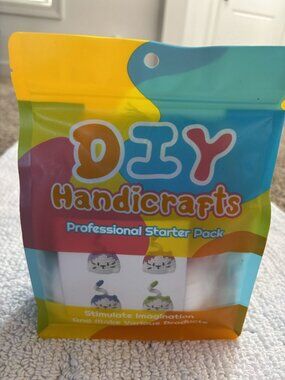 DIY
Handicrafts
Professional Starter Pack
Stimulate Imagination
And Make Various Products